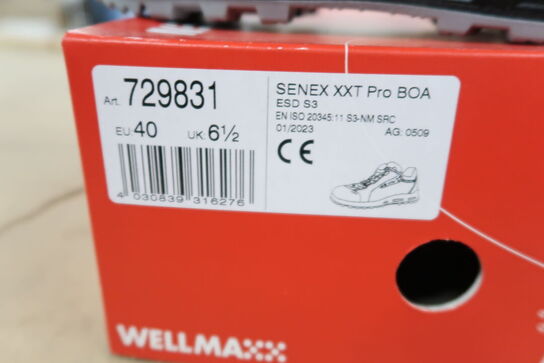 Art. 729831
EU: 40 UK: 6½
4 030839 316276
SENEX XXT Pro BOA
ESD S3
EN ISO 20345:11 S3-NM SRC
01/2023 AG: 0509
CE
WELLMAXX